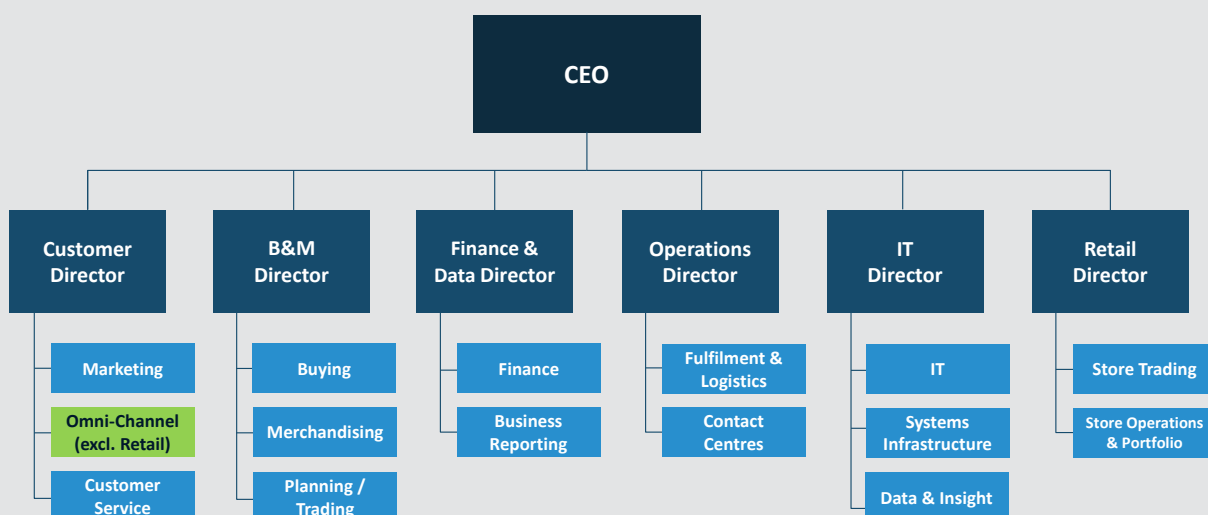 CEO
Customer
Director
B&M
Director
Finance &
Data Director
Operations
Director
IT
Director
Retail
Director
Marketing
Buying
Finance
Fulfilment &
Logistics
IT
Store Trading
Omni-Channel
(excl. Retail)
Merchandising
Business
Reporting
Contact
Centres
Systems
Infrastructure
Store Operations
& Portfolio
Customer
Service
Planning /
Trading
Data & Insight